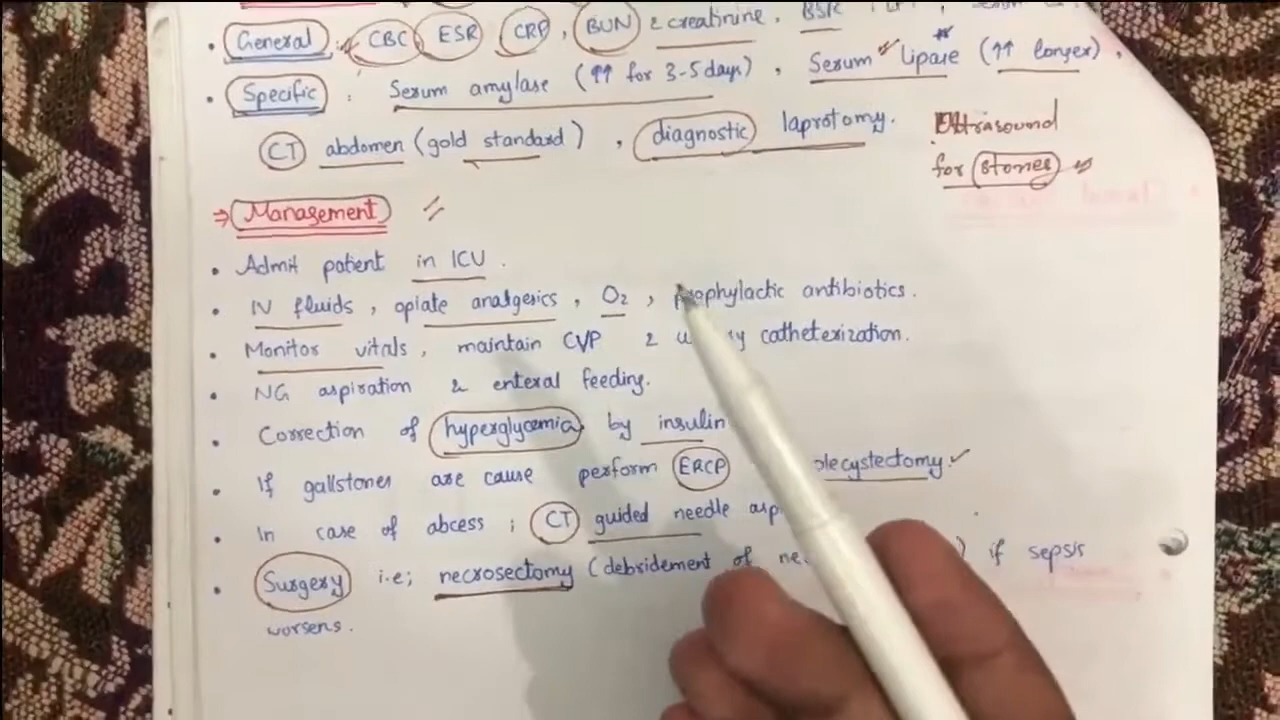 • General : CBC ESR CRP , BUN & creatinine , BSR
• Specific : Serum amylase (↑↑ for 3-5 days) , Serum lipase (↑↑ longer) ,
CT abdomen (gold standard) , diagnostic laprotomy. Ultrasound
for stones
⇒ Management
• Admit patient in ICU .
• IV fluids , opiate analgesics , O2 , prophylactic antibiotics .
• Monitor vitals , maintain CVP & catheterization.
• NG aspiration & enteral feeding.
• Correction of hyperglycemia by insulin
• If gallstones are cause perform ERCP
• In case of abcess ; CT guided needle
• Surgery i.e; necrosectomy (debridement of ) if sepsis
worsens .